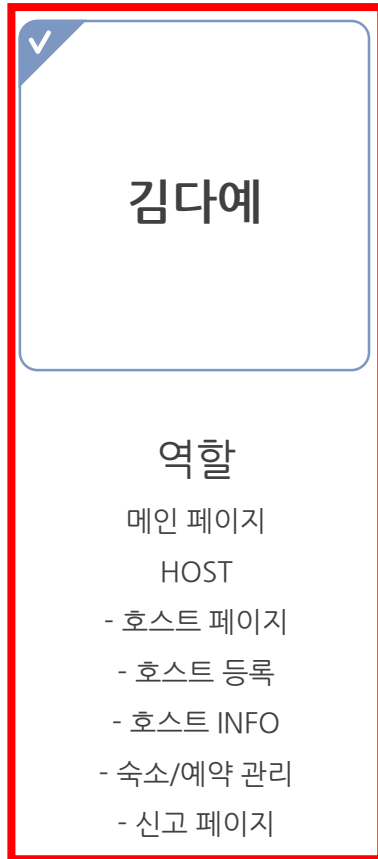 김다예
역할
메인 페이지
HOST
- 호스트 페이지
- 호스트 등록
- 호스트 INFO
- 숙소/예약 관리
- 신고 페이지